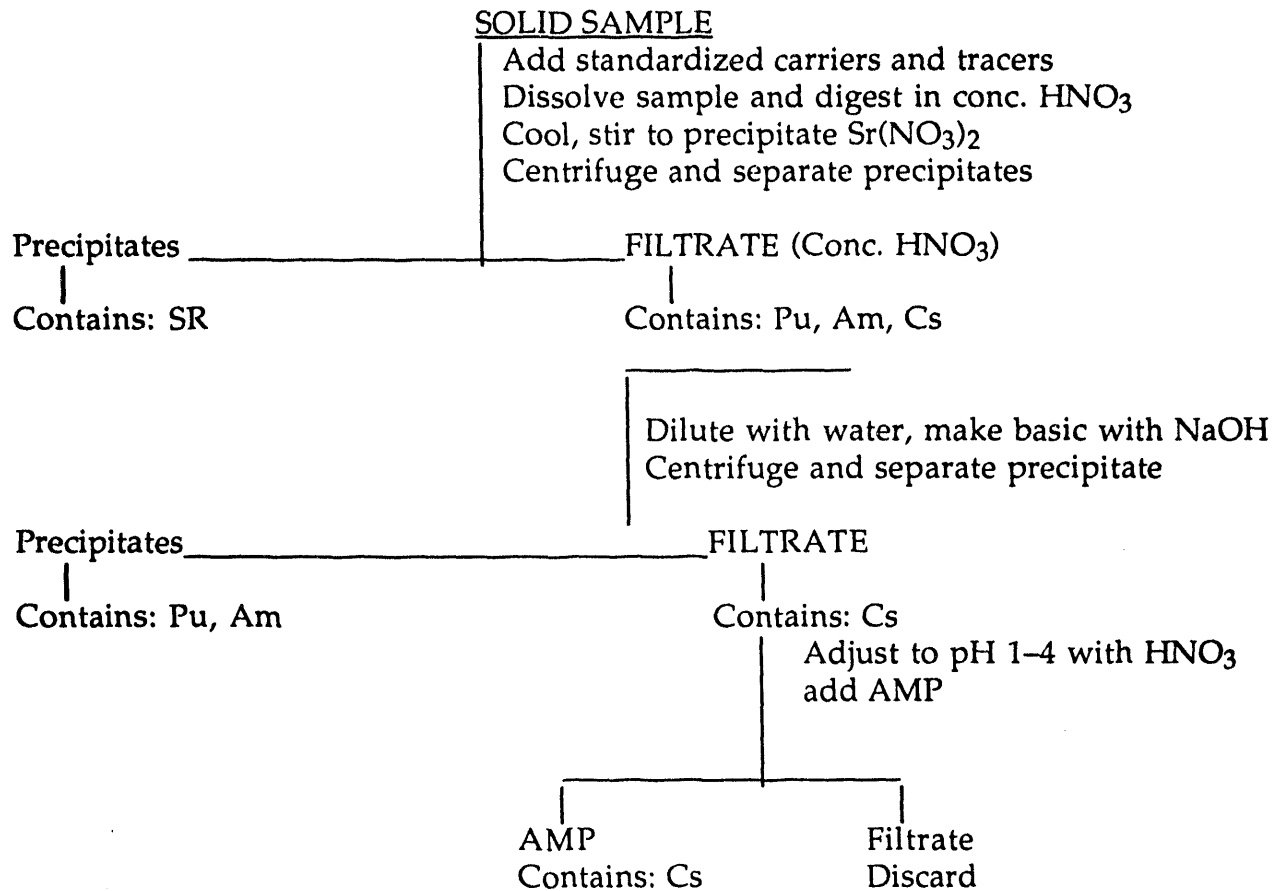 SOLID SAMPLE
Add standardized carriers and tracers
Dissolve sample and digest in conc. HNO3
Cool, stir to precipitate Sr(NO3)2
Centrifuge and separate precipitates
Precipitates
FILTRATE (Conc. HNO3)
Contains: SR
Contains: Pu, Am, Cs
Dilute with water, make basic with NaOH
Centrifuge and separate precipitate
Precipitates
FILTRATE
Contains: Pu, Am
Contains: Cs
Adjust to pH 1–4 with HNO3
add AMP
AMP
Contains: Cs
Filtrate
Discard